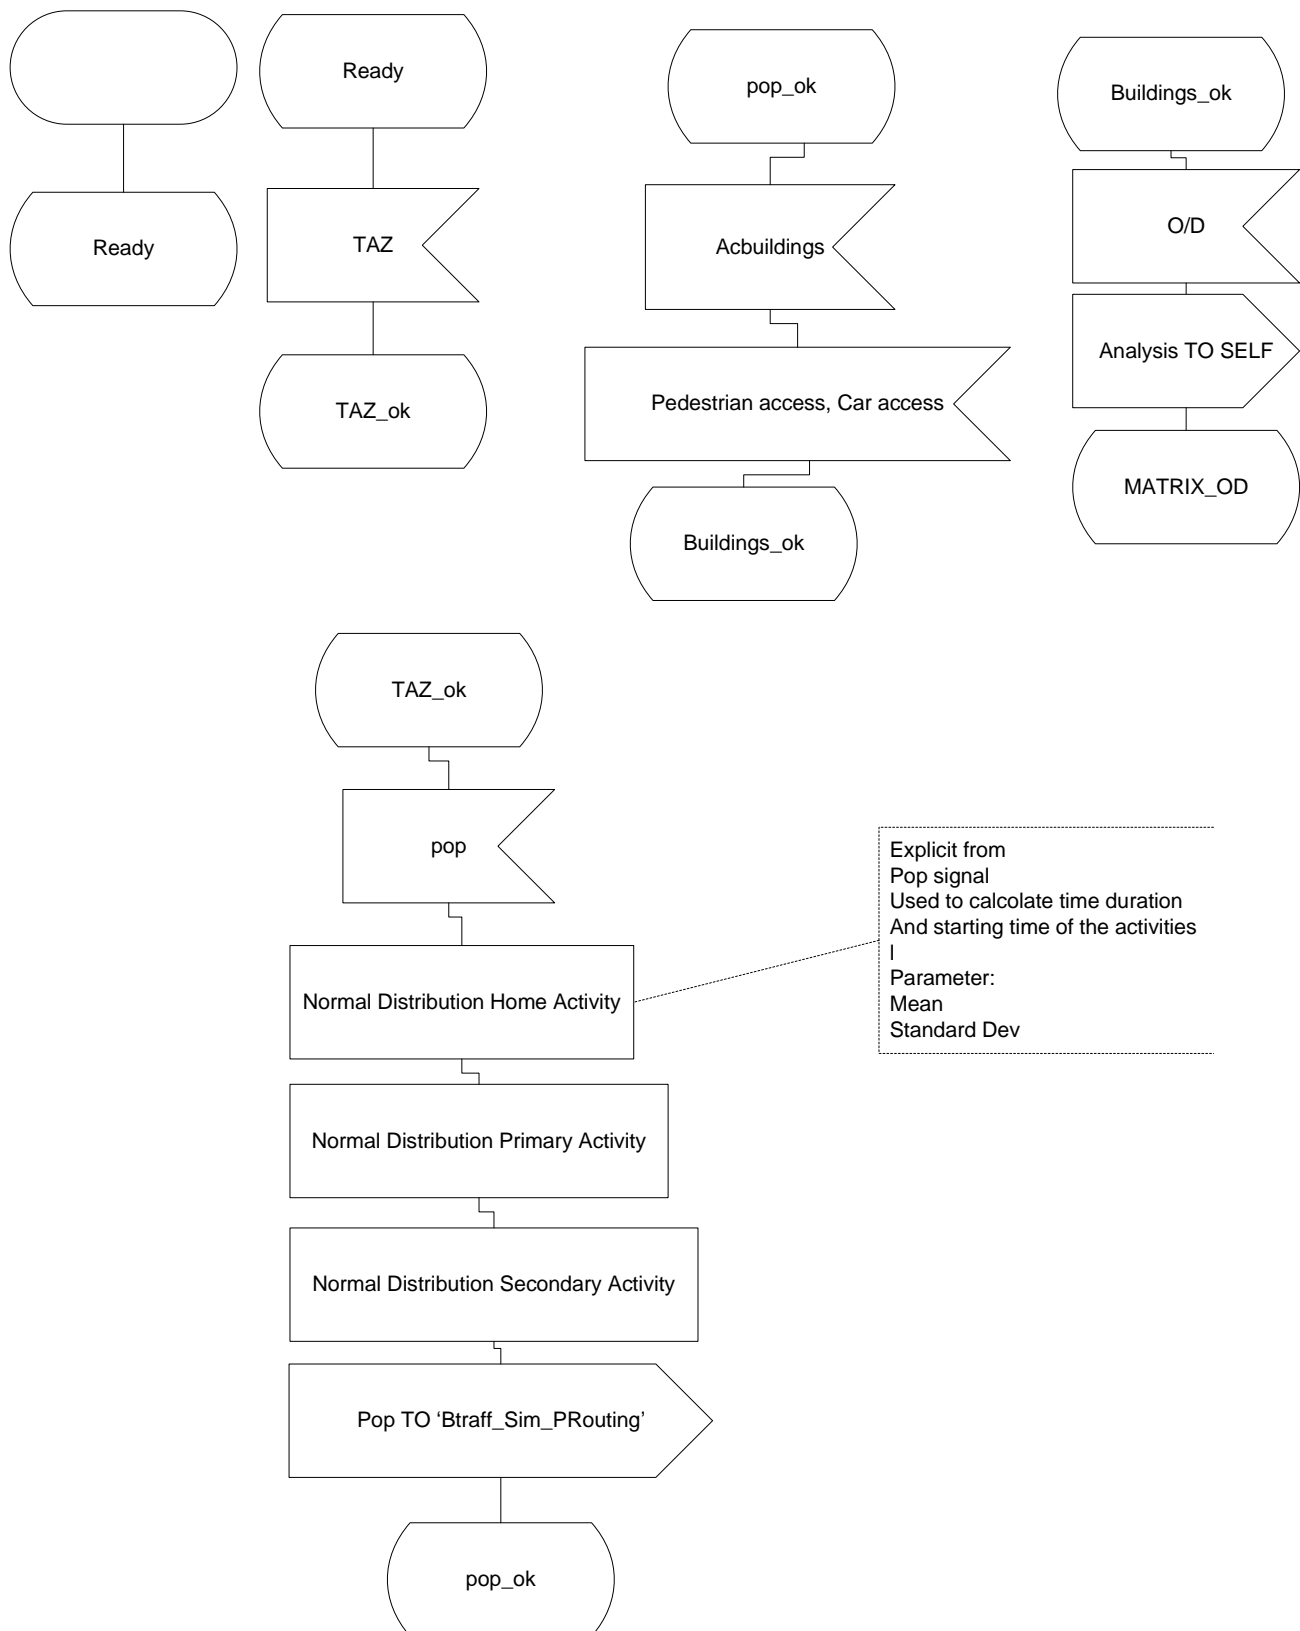 Ready
Ready
TAZ
TAZ_ok
pop_ok
Acbuildings
Pedestrian access, Car access
Buildings_ok
Buildings_ok
O/D
Analysis TO SELF
MATRIX_OD
TAZ_ok
pop
Normal Distribution Home Activity
Normal Distribution Primary Activity
Normal Distribution Secondary Activity
Pop TO ‘Btraff_Sim_PRouting’
pop_ok
Explicit from
Pop signal
Used to calcolate time duration
And starting time of the activities
I
Parameter:
Mean
Standard Dev